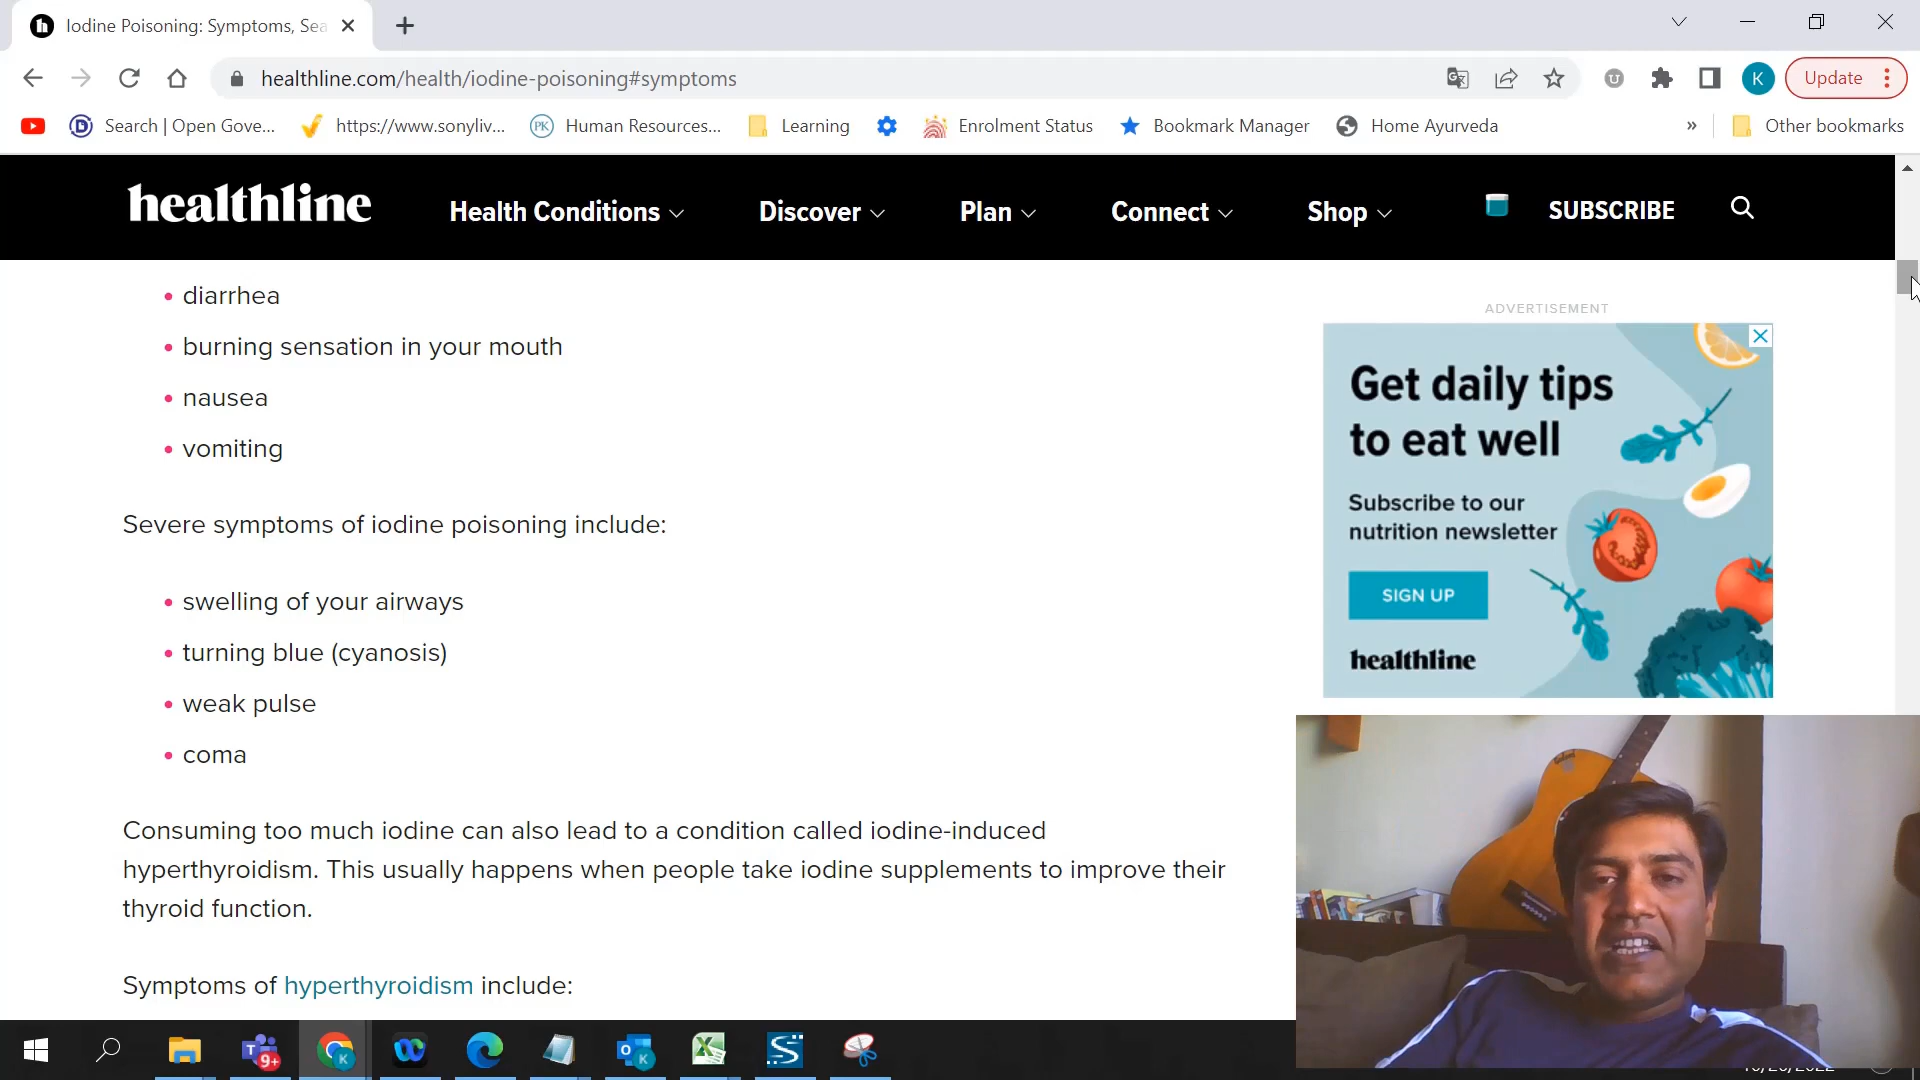 Iodine Poisoning: Symptoms, Sea
healthline.com/health/iodine-poisoning#symptoms
K
Update
Search | Open Gove...
https://www.sonyliv...
PK
Human Resources...
Learning
Enrolment Status
Bookmark Manager
Home Ayurveda
»
Other bookmarks
healthline
Health Conditions
Discover
Plan
Connect
Shop
SUBSCRIBE
• diarrhea
• burning sensation in your mouth
• nausea
• vomiting
Severe symptoms of iodine poisoning include:
• swelling of your airways
• turning blue (cyanosis)
• weak pulse
• coma
Consuming too much iodine can also lead to a condition called iodine-induced
hyperthyroidism. This usually happens when people take iodine supplements to improve their
thyroid function.
Symptoms of hyperthyroidism include:
ADVERTISEMENT
Get daily tips
to eat well
Subscribe to our
nutrition newsletter
SIGN UP
healthline
9+
K
K